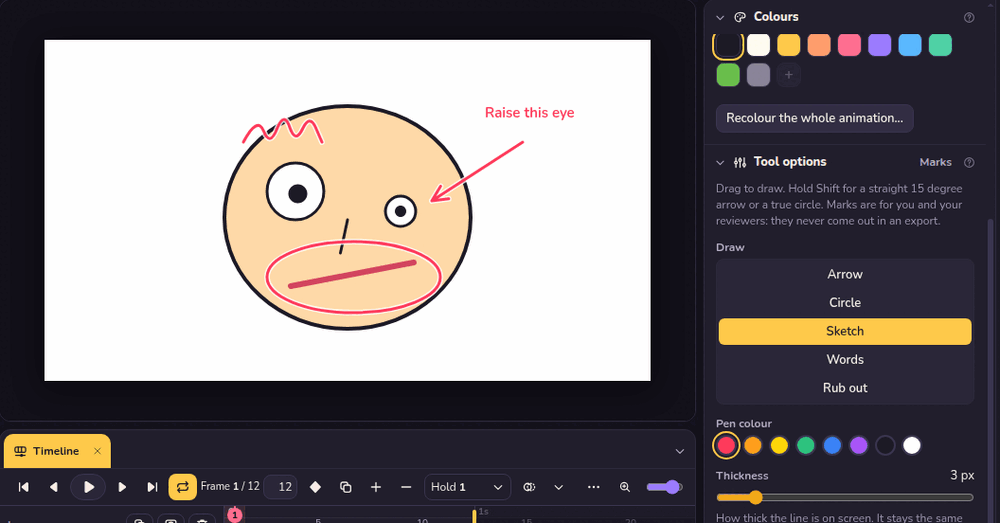 Colours
+
Recolour the whole animation...
Raise this eye
Tool options
Marks
Drag to draw. Hold Shift for a straight 15 degree
arrow or a true circle. Marks are for you and your
reviewers: they never come out in an export.
Draw
Arrow
Circle
Sketch
Words
Rub out
Pen colour
Thickness
3 px
How thick the line is on screen. It stays the same
Timeline
Frame 1 / 12
12
Hold 1
1
5
10
1s
15
20